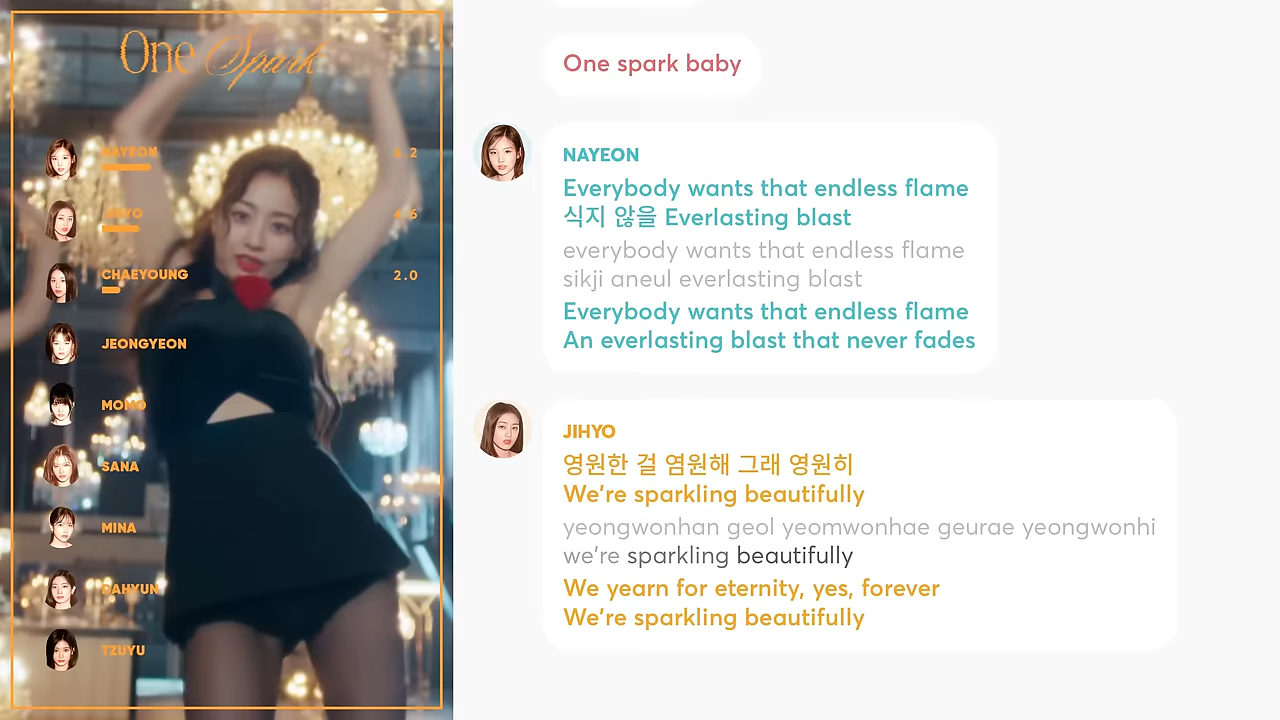 One Spark
NAYEON
JIHYO
4.6
CHAEYOUNG
2.0
JEONGYEON
MOMO
SANA
MINA
DAHYUN
TZUYU
One spark baby
NAYEON
Everybody wants that endless flame
식지 않을 Everlasting blast
everybody wants that endless flame
sikji aneul everlasting blast
Everybody wants that endless flame
An everlasting blast that never fades
JIHYO
영원한 걸 염원해 그래 영원히
We're sparkling beautifully
yeongwonhan geol yeomwonhae geurae yeongwonhi
we're sparkling beautifully
We yearn for eternity, yes, forever
We're sparkling beautifully